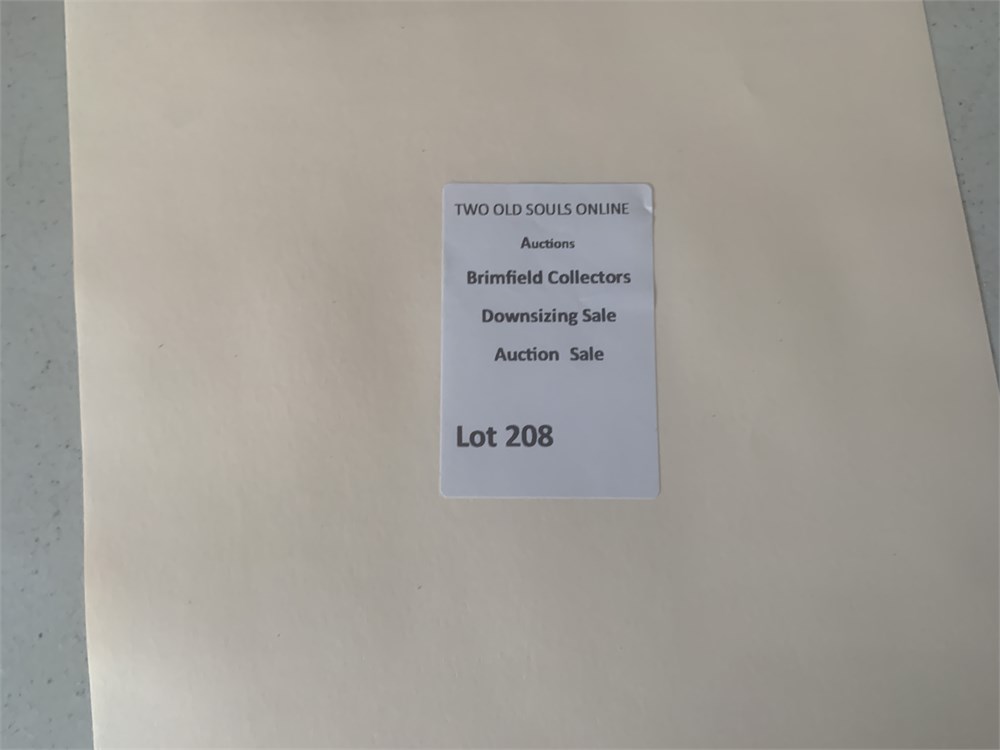 TWO OLD SOULS ONLINE
Auctions
Brimfield Collectors
Downsizing Sale
Auction Sale
Lot 208